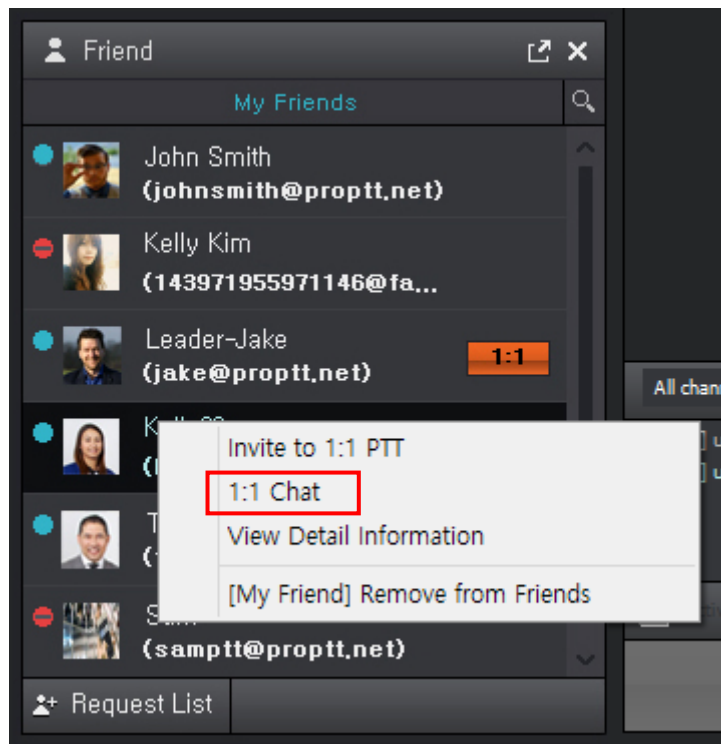 Friend
My Friends
John Smith
(johnsmith@proptt.net)
Kelly Kim
(143971955971146@fa...
Leader-Jake
(jake@proptt.net)
1:1
All chan
Invite to 1:1 PTT
1:1 Chat
View Detail Information
[My Friend] Remove from Friends
(samptt@proptt.net)
Request List